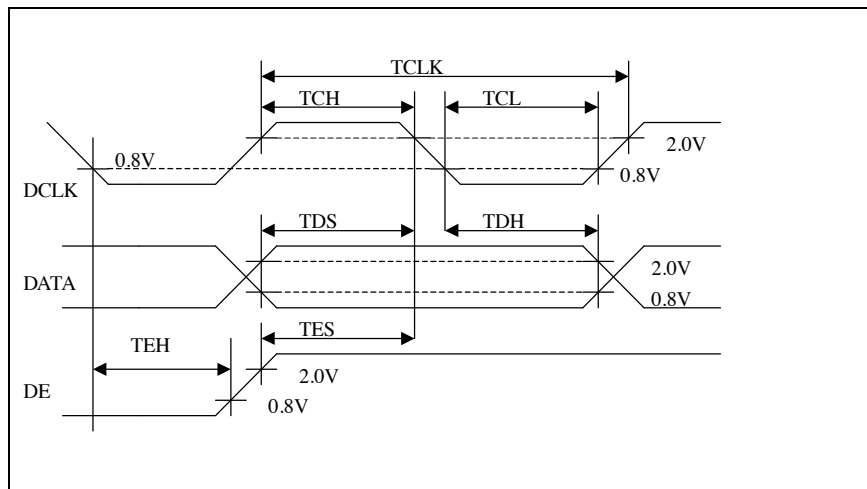 TCLK
TCH TCL
0.8V 2.0V
0.8V
DCLK
TDS TDH
2.0V
DATA
0.8V
TES
TEH
2.0V
DE
0.8V